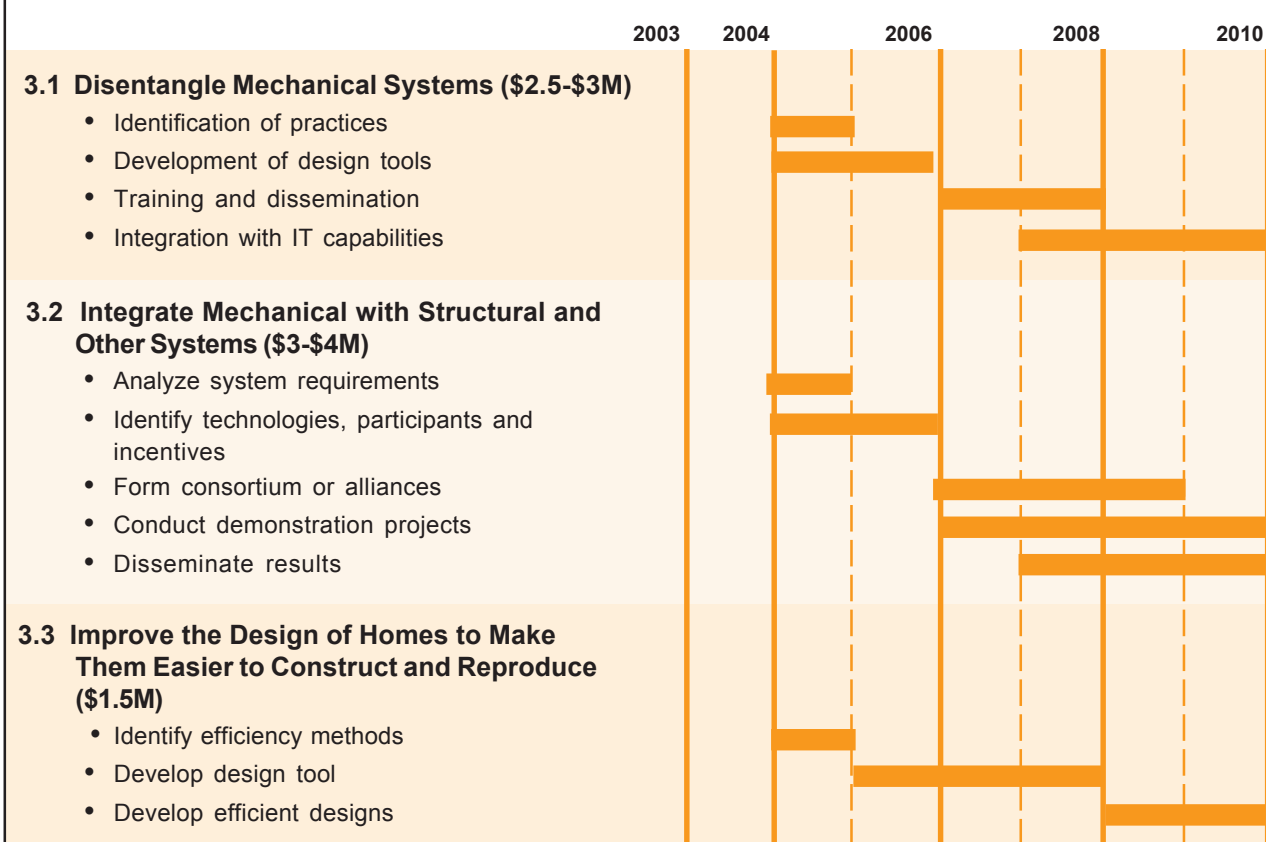 2003 2004 2006 2008 2010
3.1 Disentangle Mechanical Systems ($2.5-$3M)
• Identification of practices
• Development of design tools
• Training and dissemination
• Integration with IT capabilities
3.2 Integrate Mechanical with Structural and
Other Systems ($3-$4M)
• Analyze system requirements
• Identify technologies, participants and
incentives
• Form consortium or alliances
• Conduct demonstration projects
• Disseminate results
3.3 Improve the Design of Homes to Make
Them Easier to Construct and Reproduce
($1.5M)
• Identify efficiency methods
• Develop design tool
• Develop efficient designs